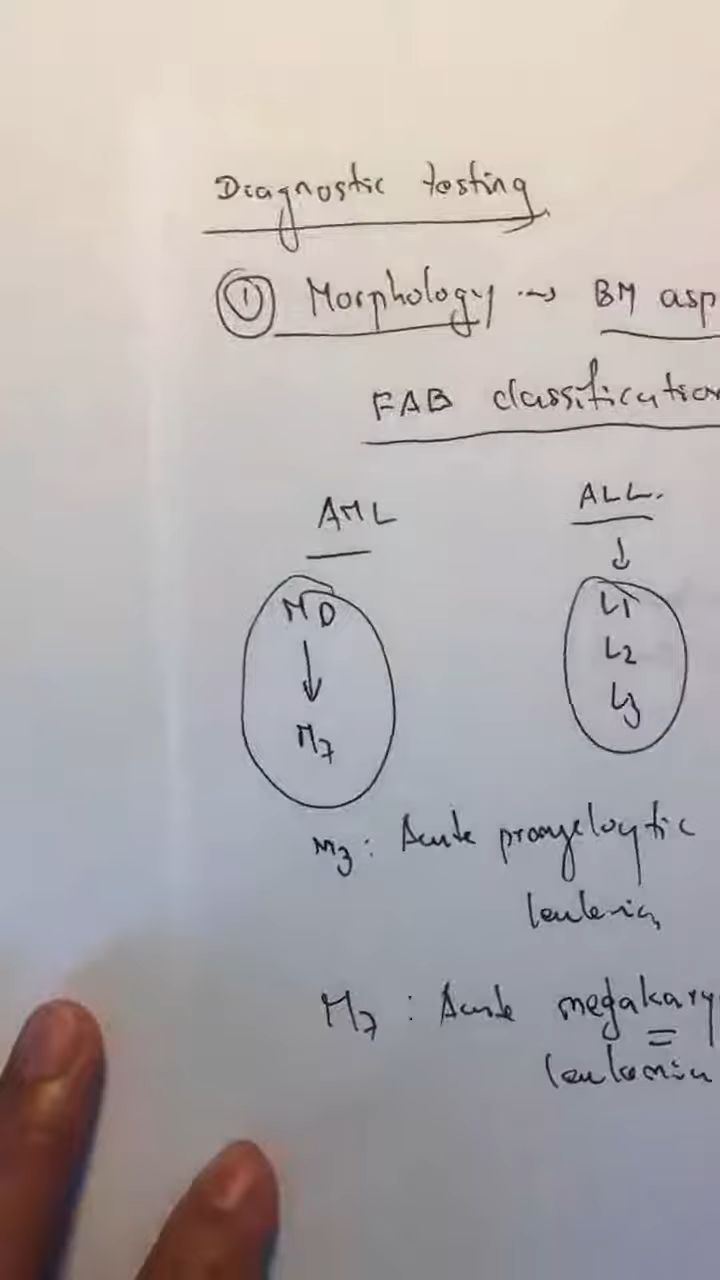 Diagnostic testing
① Morphology ⇝ BM asp
FAB classification
AML ALL.
↓
M0 L1
↓ L2
M7 L3
M3: Acute promyelocytic
leukemia
M7: Acute megakary
leukemia